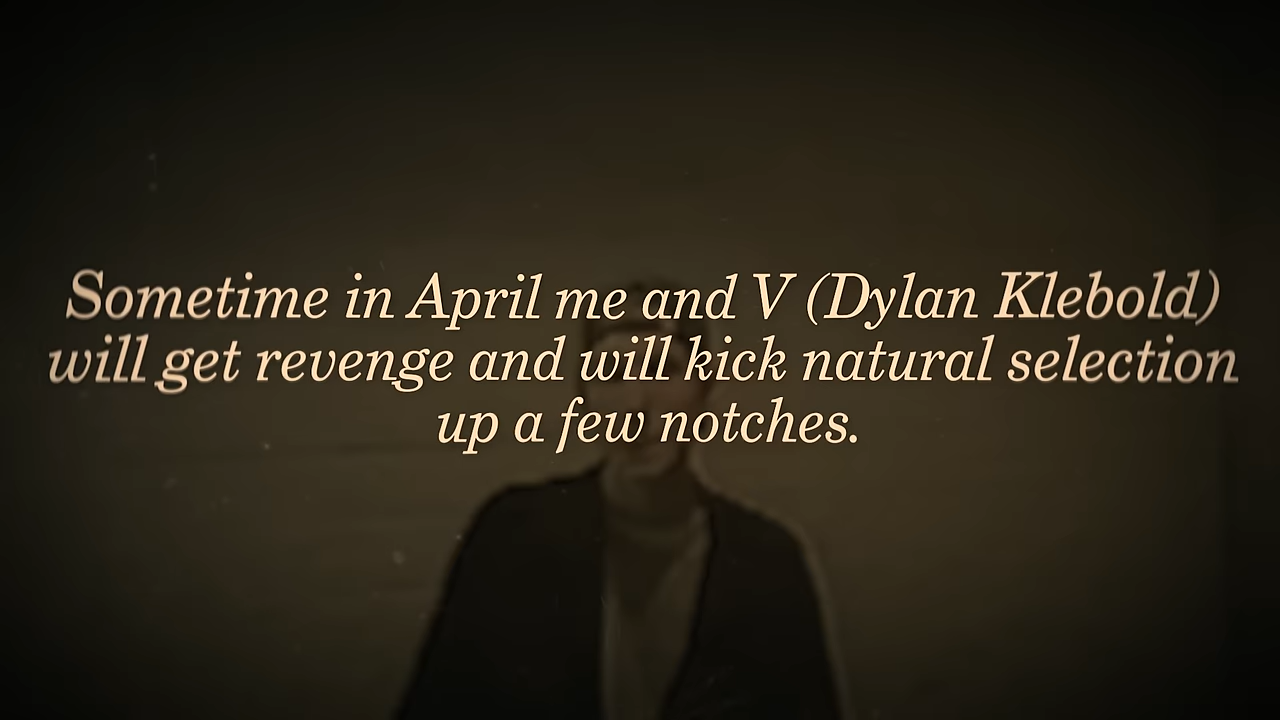 Sometime in April me and V (Dylan Klebold)
will get revenge and will kick natural selection
up a few notches.